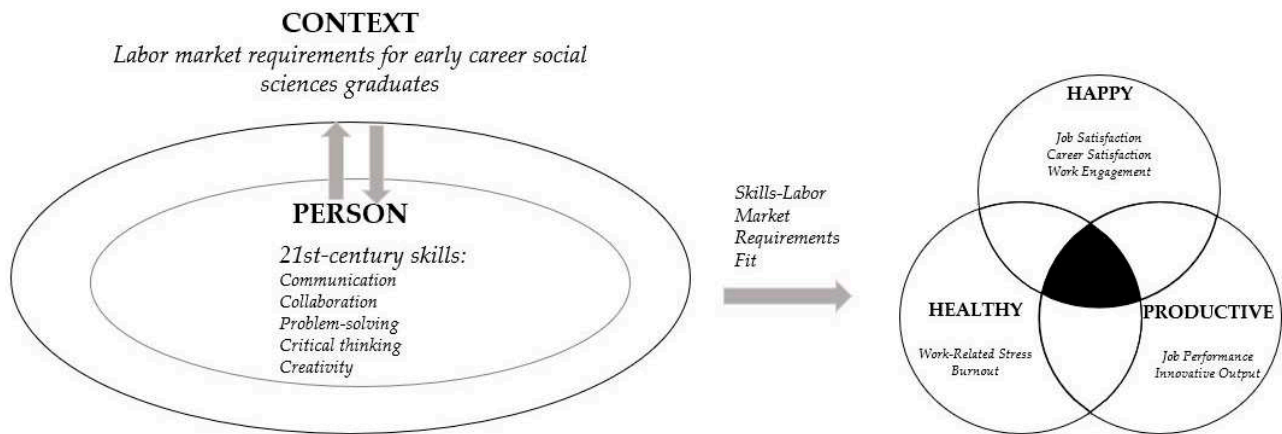 CONTEXT
Labor market requirements for early career social
sciences graduates
PERSON
21st-century skills:
Communication
Collaboration
Problem-solving
Critical thinking
Creativity
Skills-Labor
Market
Requirements
Fit
HAPPY
Job Satisfaction
Career Satisfaction
Work Engagement
HEALTHY
Work-Related Stress
Burnout
PRODUCTIVE
Job Performance
Innovative Output